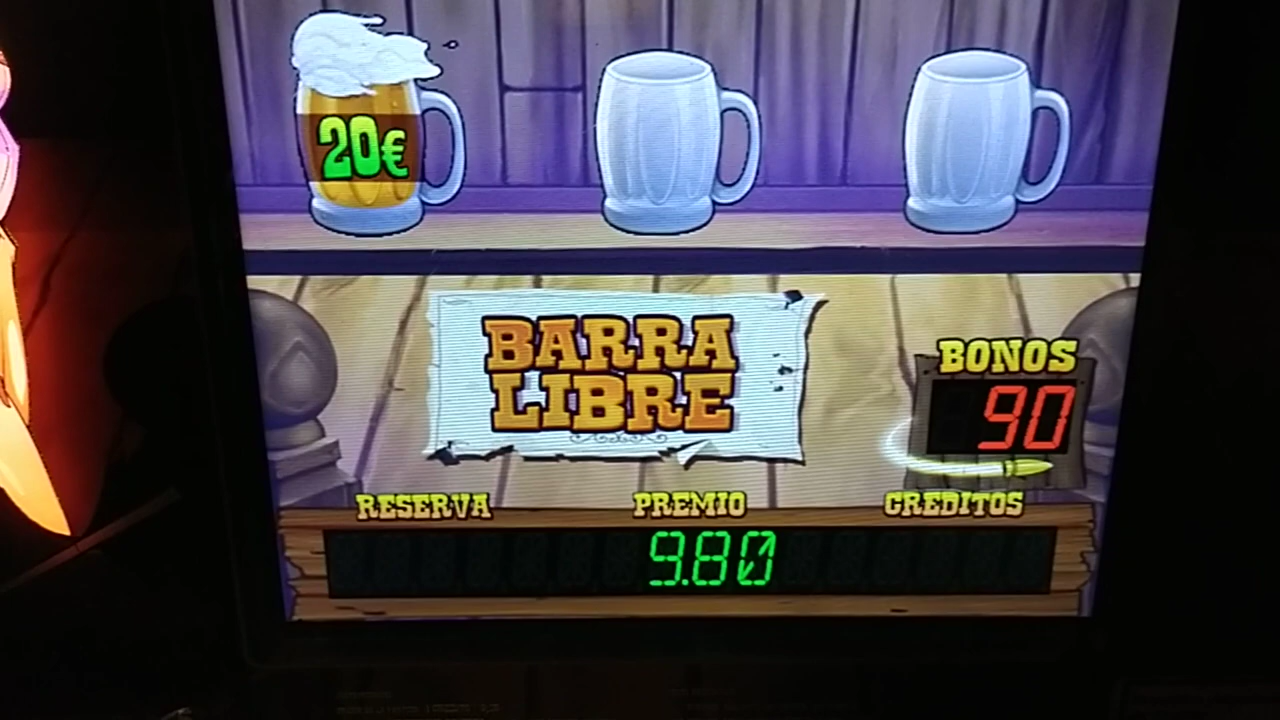 20€
BARRA
LIBRE
BONOS
90
RESERVA PREMIO CREDITOS
9.80